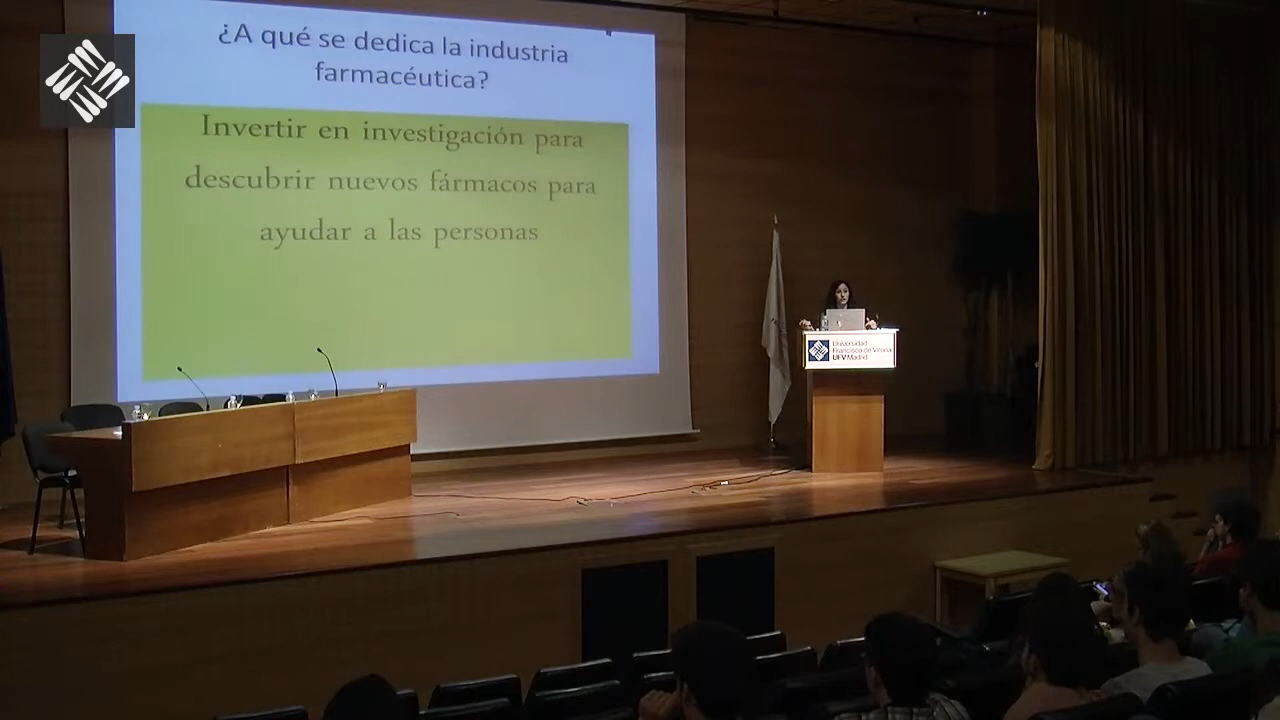 ¿A qué se dedica la industria
farmacéutica?
Invertir en investigación para
descubrir nuevos fármacos para
ayudar a las personas
Universidad
Francisco de Vitoria
UFV Madrid